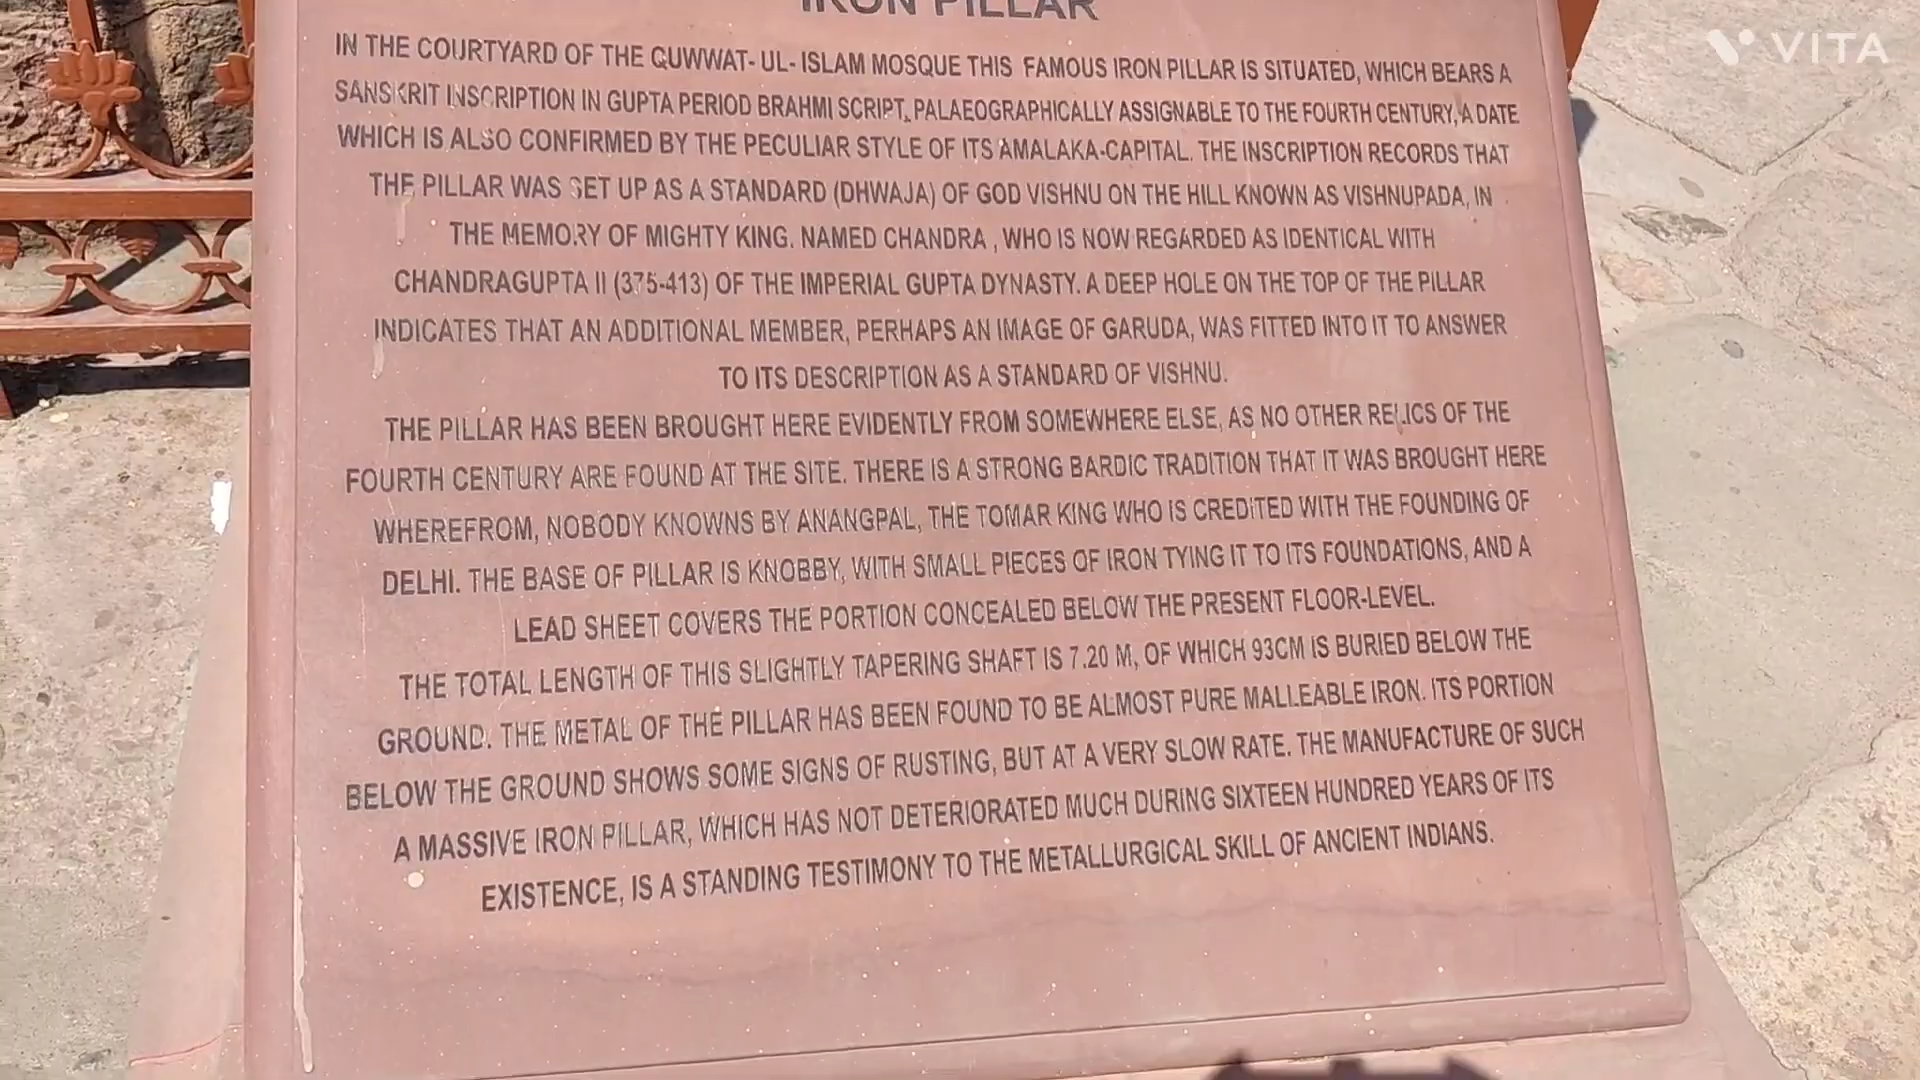 IRON PILLAR
IN THE COURTYARD OF THE QUWWAT- UL- ISLAM MOSQUE THIS FAMOUS IRON PILLAR IS SITUATED, WHICH BEARS A
SANSKRIT INSCRIPTION IN GUPTA PERIOD BRAHMI SCRIPT, PALAEOGRAPHICALLY ASSIGNABLE TO THE FOURTH CENTURY, A DATE
WHICH IS ALSO CONFIRMED BY THE PECULIAR STYLE OF ITS AMALAKA-CAPITAL. THE INSCRIPTION RECORDS THAT
THE PILLAR WAS SET UP AS A STANDARD (DHWAJA) OF GOD VISHNU ON THE HILL KNOWN AS VISHNUPADA, IN
THE MEMORY OF MIGHTY KING. NAMED CHANDRA , WHO IS NOW REGARDED AS IDENTICAL WITH
CHANDRAGUPTA II (375-413) OF THE IMPERIAL GUPTA DYNASTY. A DEEP HOLE ON THE TOP OF THE PILLAR
INDICATES THAT AN ADDITIONAL MEMBER, PERHAPS AN IMAGE OF GARUDA, WAS FITTED INTO IT TO ANSWER
TO ITS DESCRIPTION AS A STANDARD OF VISHNU.
THE PILLAR HAS BEEN BROUGHT HERE EVIDENTLY FROM SOMEWHERE ELSE, AS NO OTHER RELICS OF THE
FOURTH CENTURY ARE FOUND AT THE SITE. THERE IS A STRONG BARDIC TRADITION THAT IT WAS BROUGHT HERE
WHEREFROM, NOBODY KNOWNS BY ANANGPAL, THE TOMAR KING WHO IS CREDITED WITH THE FOUNDING OF
DELHI. THE BASE OF PILLAR IS KNOBBY, WITH SMALL PIECES OF IRON TYING IT TO ITS FOUNDATIONS, AND A
LEAD SHEET COVERS THE PORTION CONCEALED BELOW THE PRESENT FLOOR-LEVEL.
THE TOTAL LENGTH OF THIS SLIGHTLY TAPERING SHAFT IS 7.20 M, OF WHICH 93CM IS BURIED BELOW THE
GROUND. THE METAL OF THE PILLAR HAS BEEN FOUND TO BE ALMOST PURE MALLEABLE IRON. ITS PORTION
BELOW THE GROUND SHOWS SOME SIGNS OF RUSTING, BUT AT A VERY SLOW RATE. THE MANUFACTURE OF SUCH
A MASSIVE IRON PILLAR, WHICH HAS NOT DETERIORATED MUCH DURING SIXTEEN HUNDRED YEARS OF ITS
EXISTENCE, IS A STANDING TESTIMONY TO THE METALLURGICAL SKILL OF ANCIENT INDIANS.
VITA